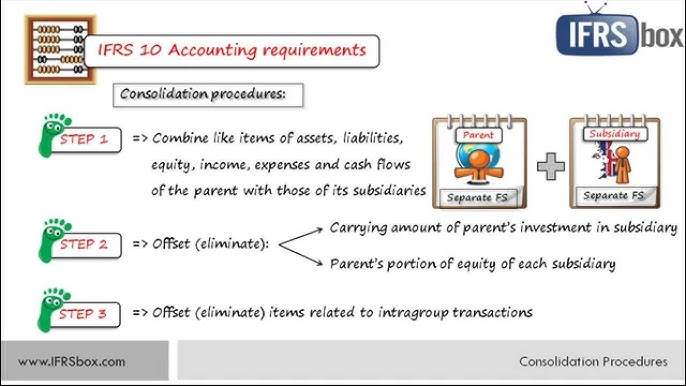 IFRS box
IFRS 10 Accounting requirements
Consolidation procedures:
STEP 1
=> Combine like items of assets, liabilities,
equity, income, expenses and cash flows
of the parent with those of its subsidiaries
Parent
Separate FS
Subsidiary
Separate FS
STEP 2
=> Offset (eliminate):
Carrying amount of parent's investment in subsidiary
Parent's portion of equity of each subsidiary
STEP 3
=> Offset (eliminate) items related to intragroup transactions
www.IFRSbox.com
Consolidation Procedures